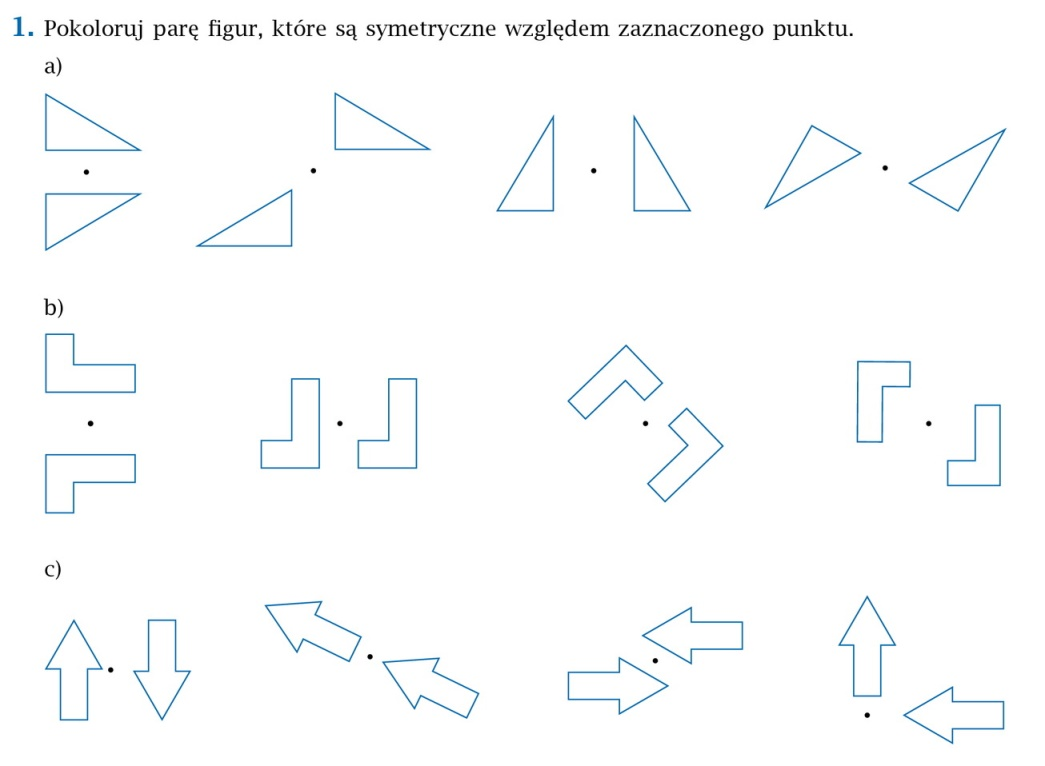 1. Pokoloruj parę figur, które są symetryczne względem zaznaczonego punktu.
a)
b)
c)